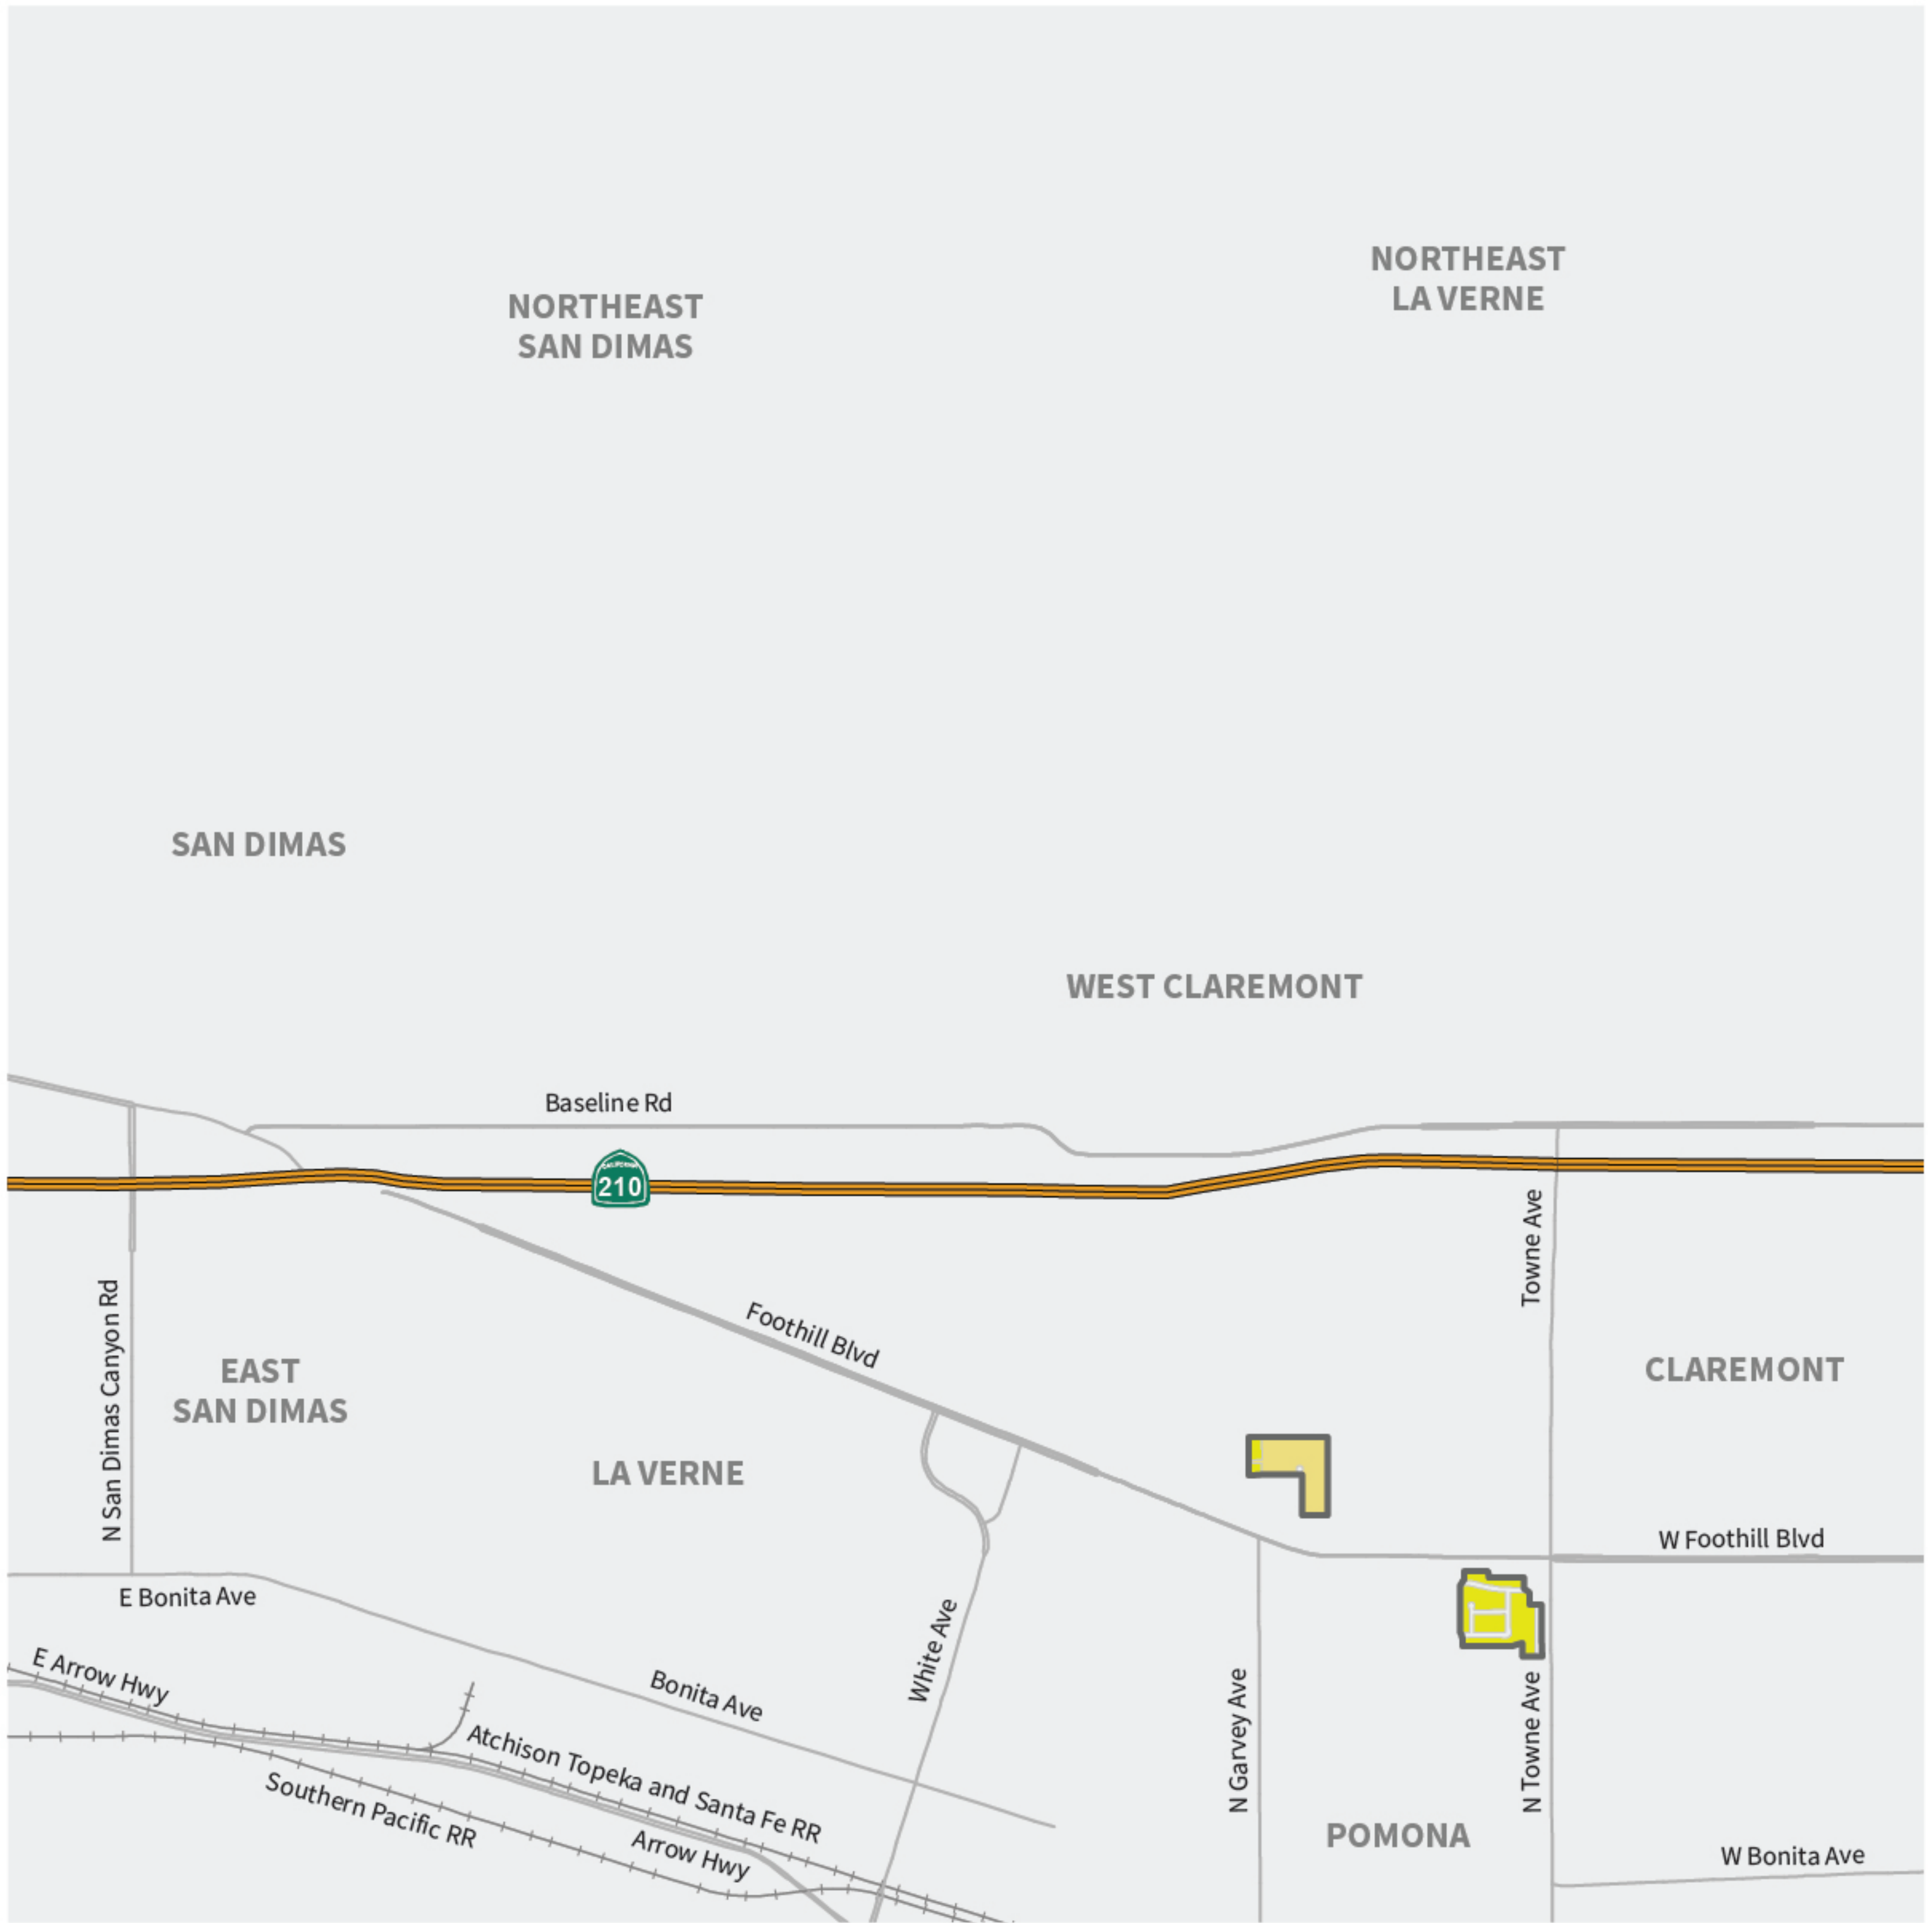 NORTHEAST
LA VERNE
NORTHEAST
SAN DIMAS
SAN DIMAS
WEST CLAREMONT
Baseline Rd
CALIFORNIA
210
Towne Ave
N San Dimas Canyon Rd
Foothill Blvd
EAST
SAN DIMAS
CLAREMONT
LA VERNE
W Foothill Blvd
E Bonita Ave
White Ave
E Arrow Hwy
Bonita Ave
N Garvey Ave
N Towne Ave
Atchison Topeka and Santa Fe RR
Southern Pacific RR
Arrow Hwy
POMONA
W Bonita Ave